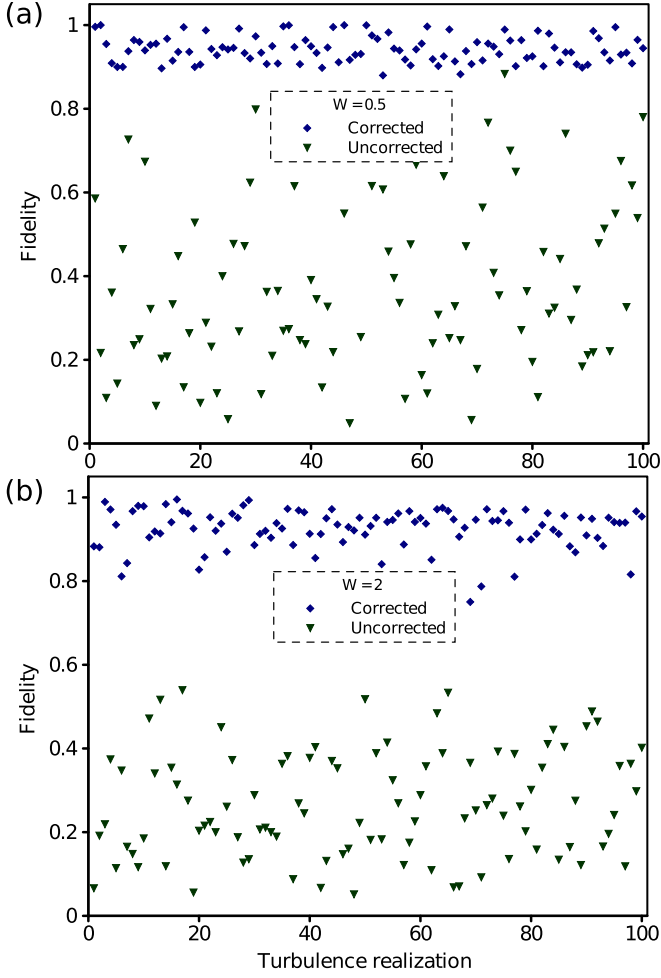 (a)
1
0.8
0.6
0.4
0.2
0
Fidelity
W =0.5
Corrected
Uncorrected
0 20 40 60 80 100
(b)
1
0.8
0.6
0.4
0.2
0
Fidelity
W =2
Corrected
Uncorrected
0 20 40 60 80 100
Turbulence realization